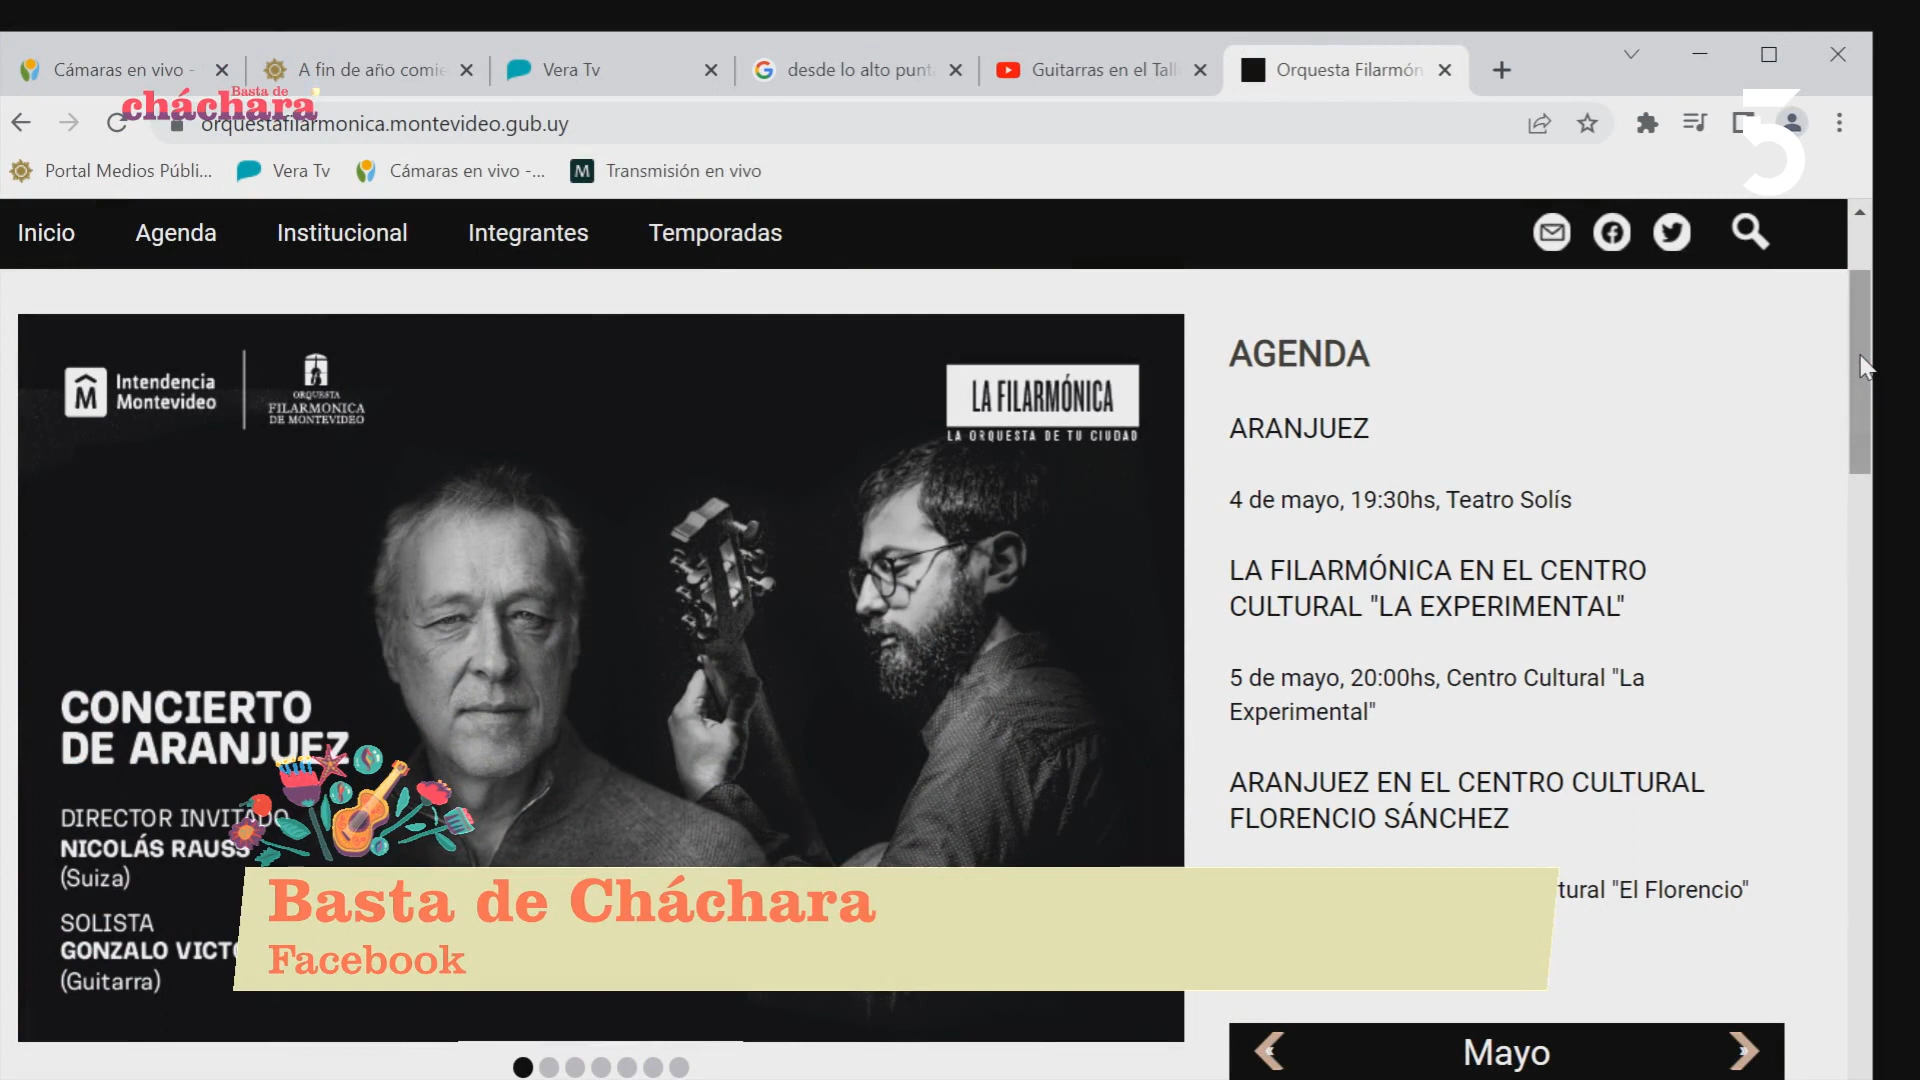 Cámaras en vivo -
A fin de año comie
Vera Tv
desde lo alto punt
Guitarras en el Tall
Orquesta Filarmón
Basta de
cháchara
orquestafilarmonica.montevideo.gub.uy
3
Portal Medios Públi...
Vera Tv
Cámaras en vivo -...
M
Transmisión en vivo
Inicio
Agenda
Institucional
Integrantes
Temporadas
Intendencia
Montevideo
ORQUESTA
FILARMONICA
DE MONTEVIDEO
LA FILARMÓNICA
LA ORQUESTA DE TU CIUDAD
CONCIERTO
DE ARANJUEZ
DIRECTOR INVITADO
NICOLÁS RAUSS
(Suiza)
SOLISTA
GONZALO VICTO
(Guitarra)
AGENDA
ARANJUEZ
4 de mayo, 19:30hs, Teatro Solís
LA FILARMÓNICA EN EL CENTRO
CULTURAL "LA EXPERIMENTAL"
5 de mayo, 20:00hs, Centro Cultural "La
Experimental"
ARANJUEZ EN EL CENTRO CULTURAL
FLORENCIO SÁNCHEZ
tural "El Florencio"
Mayo
Basta de Cháchara
Facebook